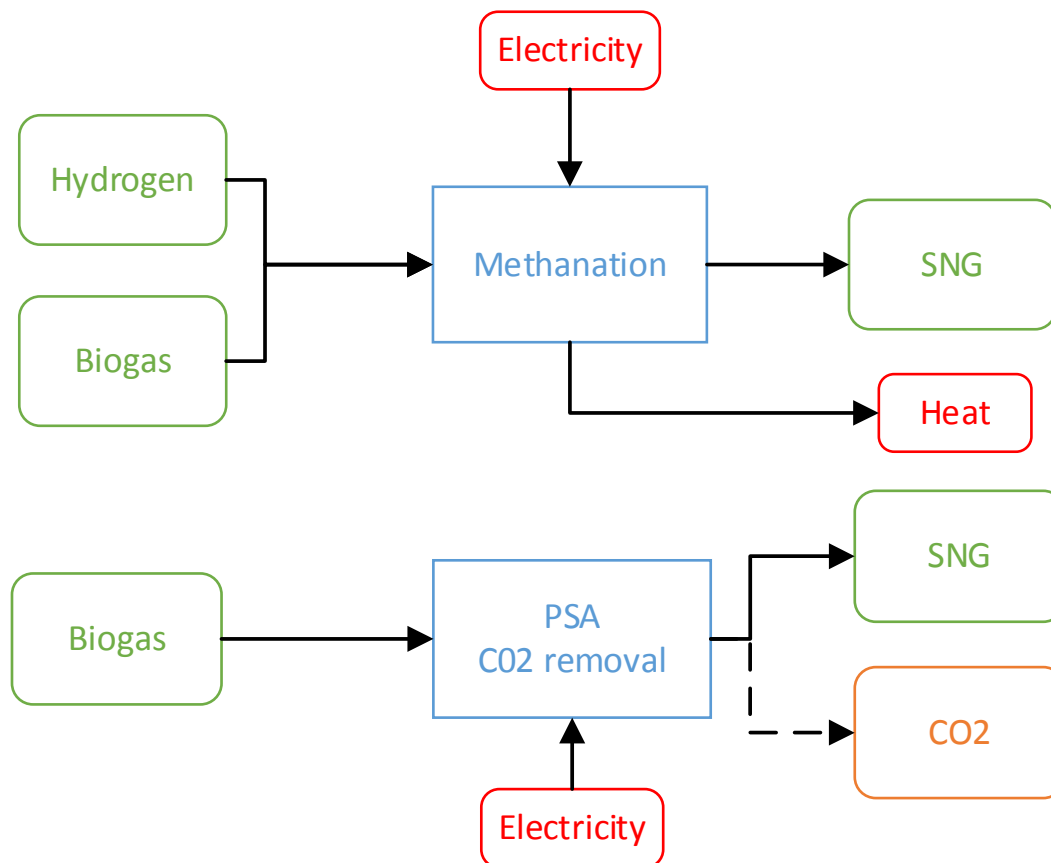 Electricity
Hydrogen
Methanation
SNG
Biogas
Heat
SNG
Biogas
PSA
C02 removal
CO2
Electricity